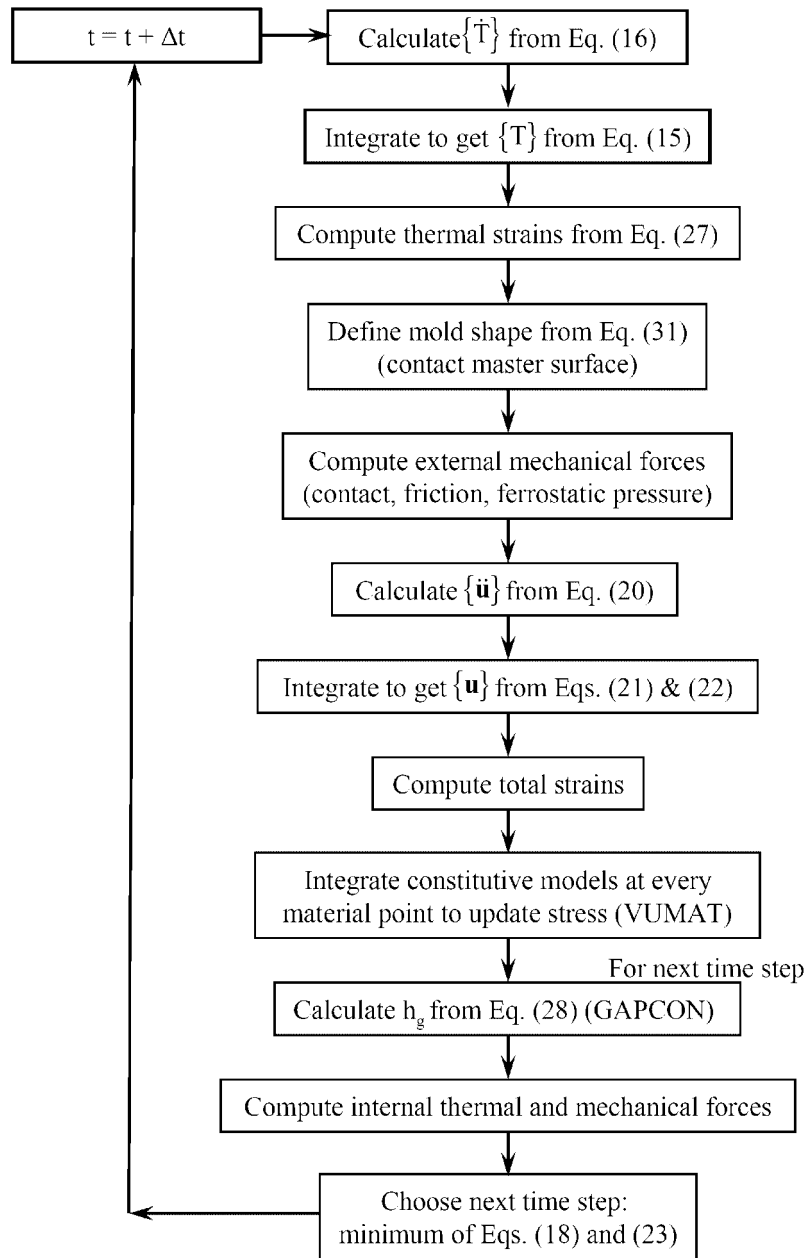 t = t + Δt
Calculate{Ṫ} from Eq. (16)
Integrate to get {T} from Eq. (15)
Compute thermal strains from Eq. (27)
Define mold shape from Eq. (31)
(contact master surface)
Compute external mechanical forces
(contact, friction, ferrostatic pressure)
Calculate {ü} from Eq. (20)
Integrate to get {u} from Eqs. (21) & (22)
Compute total strains
Integrate constitutive models at every
material point to update stress (VUMAT)
For next time step
Calculate h_g from Eq. (28) (GAPCON)
Compute internal thermal and mechanical forces
Choose next time step:
minimum of Eqs. (18) and (23)